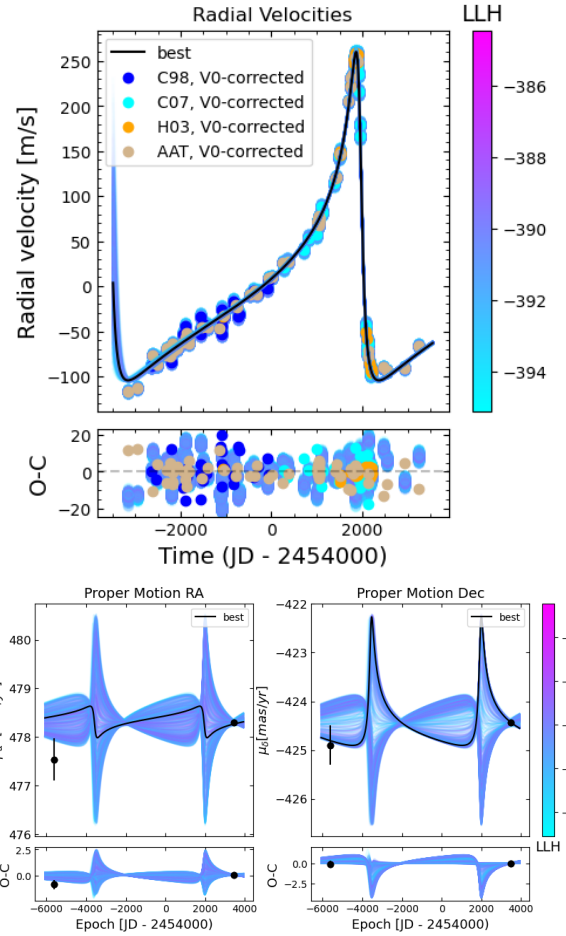 Radial Velocities
LLH
best
C98, V0-corrected
C07, V0-corrected
H03, V0-corrected
AAT, V0-corrected
Radial velocity [m/s]
250
200
150
100
50
0
−50
−100
−386
−388
−390
−392
−394
O-C
20
0
−20
−2000
0
2000
Time (JD - 2454000)
Proper Motion RA
best
480
479
478
477
476
O-C
2.5
0.0
−6000
−4000
−2000
0
2000
4000
Epoch [JD - 2454000]
Proper Motion Dec
best
μδ[mas/yr]
−422
−423
−424
−425
−426
LLH
O-C
0.0
−2.5
−6000
−4000
−2000
0
2000
4000
Epoch [JD - 2454000]